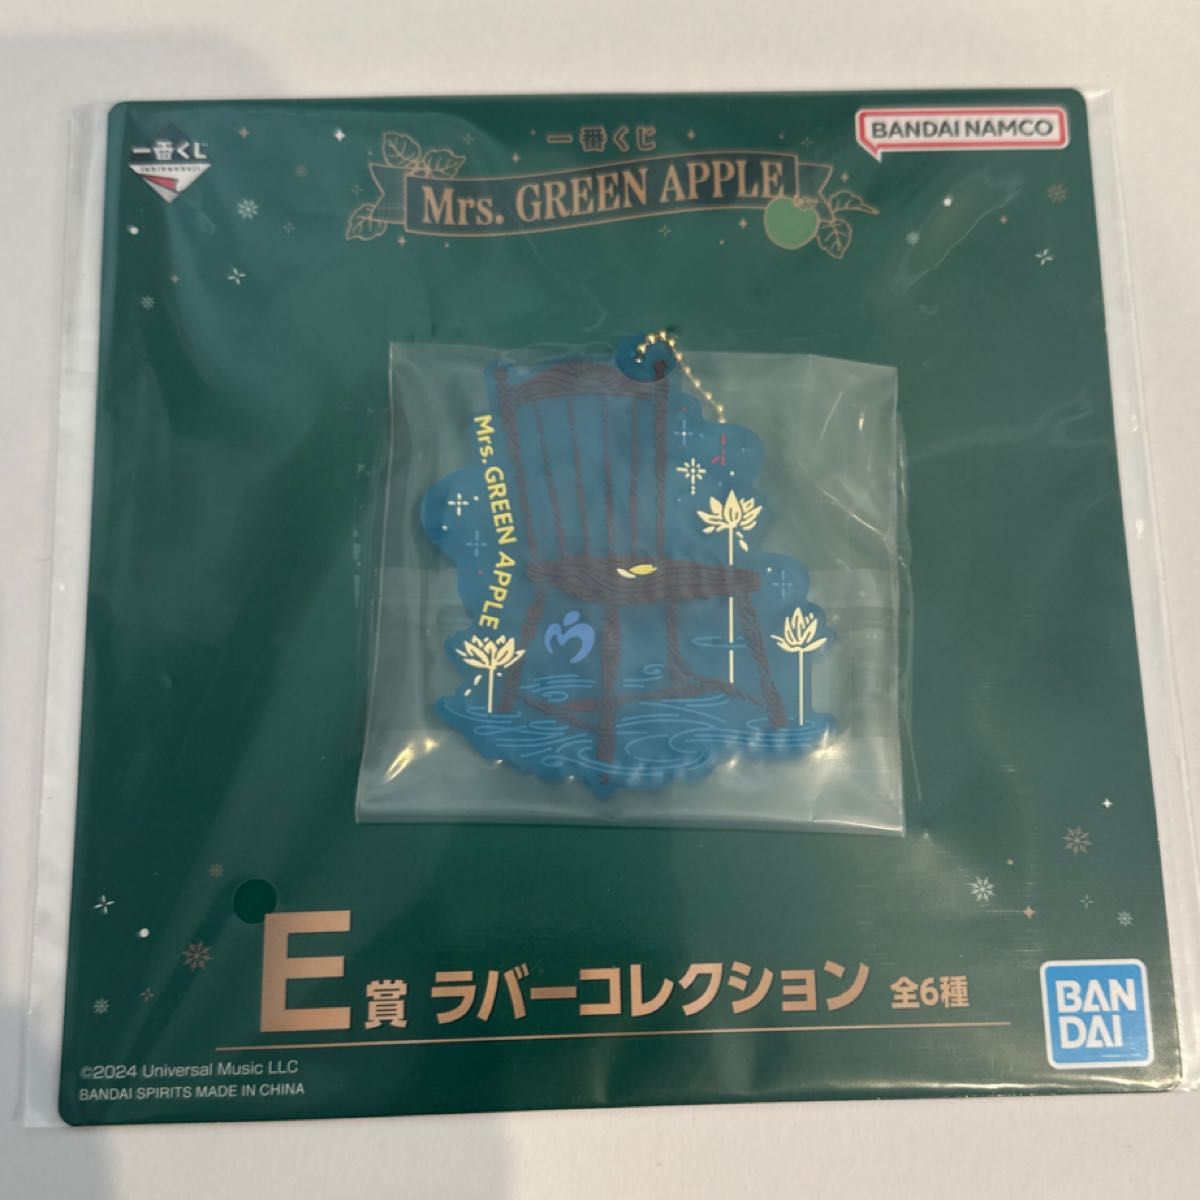 一番くじ
一番くじ
BANDAI NAMCO
Mrs. GREEN APPLE
Mrs. GREEN APPLE
E賞 ラバーコレクション 全6種
BAN
DAI
©2024 Universal Music LLC
BANDAI SPIRITS MADE IN CHINA